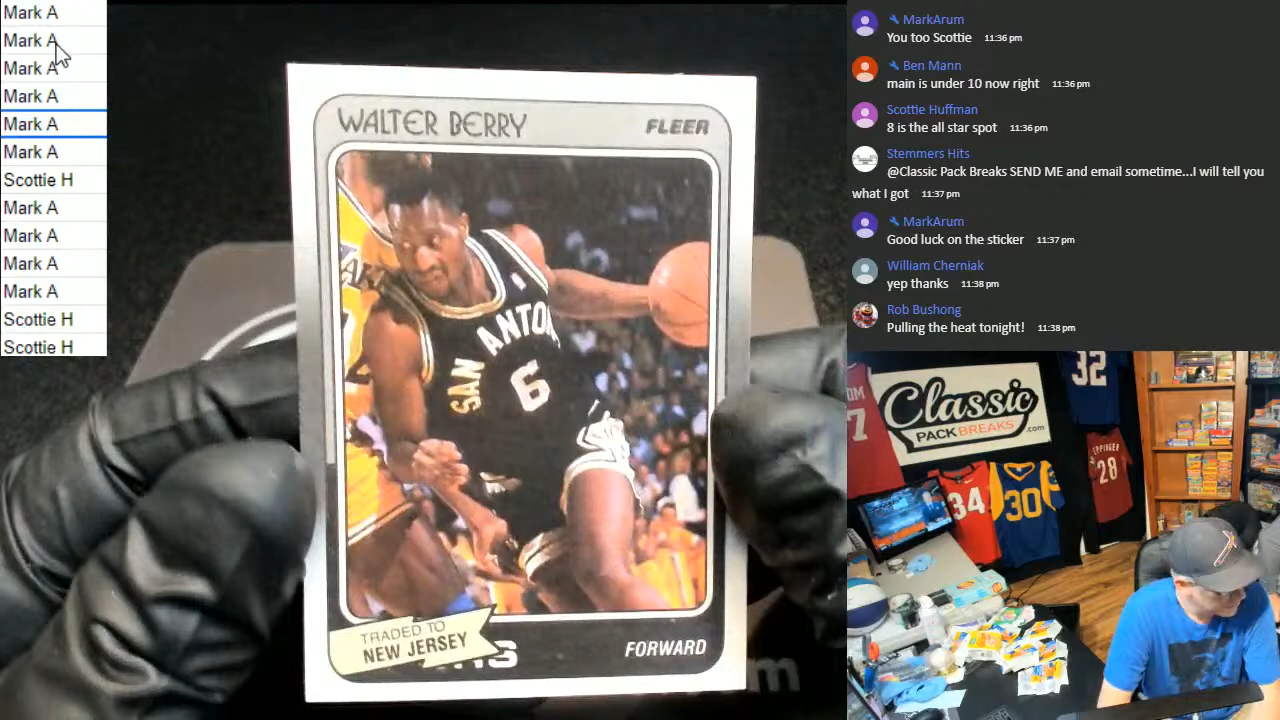 Mark A
Mark A
Mark A
Mark A
Mark A
Mark A
Scottie H
Mark A
Mark A
Mark A
Mark A
Scottie H
Scottie H
WALTER BERRY
FLEER
SAN ANTON
6
TRADED TO
NEW JERSEY
FORWARD
MarkArum
You too Scottie 11:36 pm
Ben Mann
main is under 10 now right 11:36 pm
Scottie Huffman
8 is the all star spot 11:36 pm
Stemmers Hits
@Classic Pack Breaks SEND ME and email sometime...I will tell you
what I got 11:37 pm
MarkArum
Good luck on the sticker 11:37 pm
William Cherniak
yep thanks 11:38 pm
Rob Bushong
Pulling the heat tonight! 11:38 pm
Classic
PACK BREAKS.com
32
7
34
30
EPPINGER
28